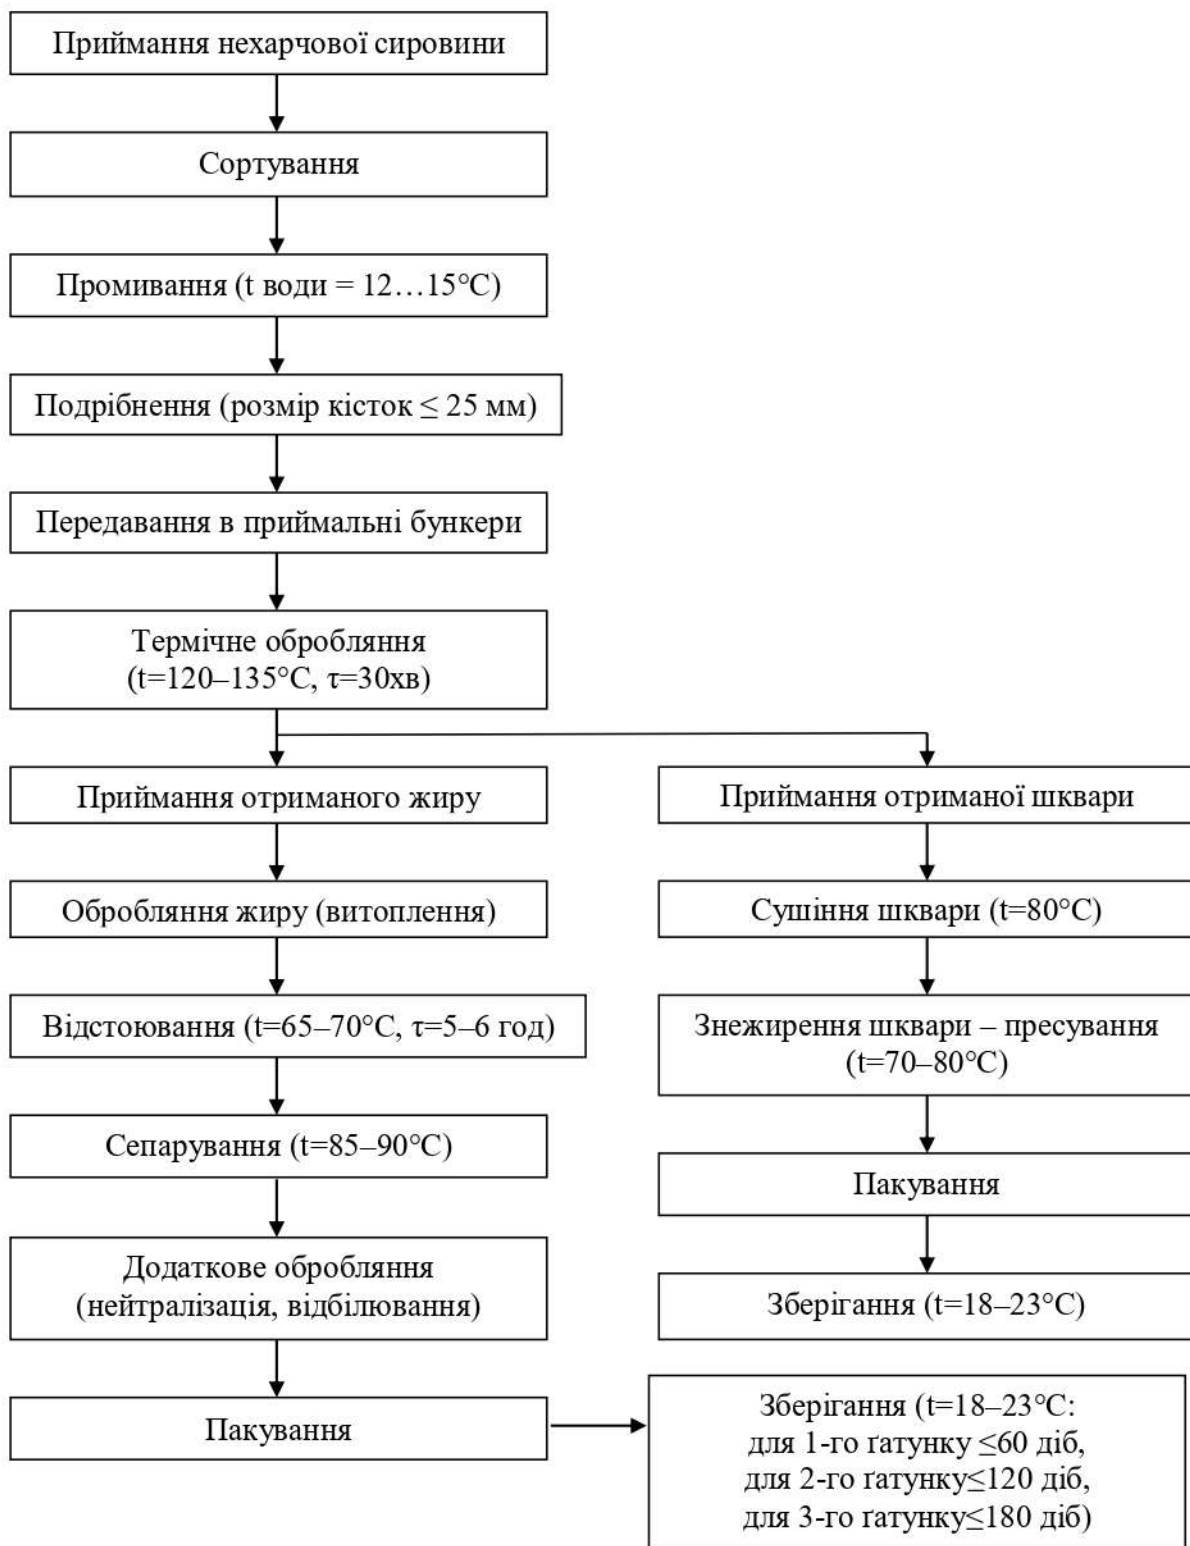 Приймання нехарчової сировини
Сортування
Промивання (t води = 12…15°C)
Подрібнення (розмір кісток ≤ 25 мм)
Передавання в приймальні бункери
Термічне обробляння
(t=120–135°C, τ=30хв)
Приймання отриманого жиру
Обробляння жиру (витоплення)
Відстоювання (t=65–70°C, τ=5–6 год)
Сепарування (t=85–90°C)
Додаткове обробляння
(нейтралізація, відбілювання)
Пакування
Зберігання (t=18–23°C:
для 1-го ґатунку ≤60 діб,
для 2-го ґатунку≤120 діб,
для 3-го ґатунку≤180 діб)
Приймання отриманої шквари
Сушіння шквари (t=80°C)
Знежирення шквари – пресування
(t=70–80°C)
Пакування
Зберігання (t=18–23°C)